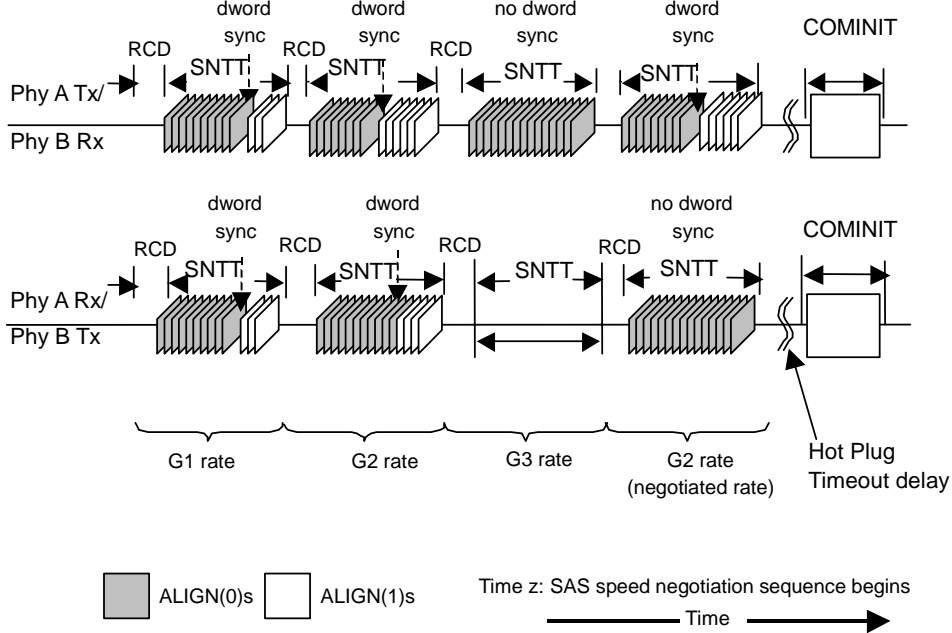 dword
sync
dword
sync
no dword
sync
dword
sync
COMINIT
RCD
SNTT
RCD
SNTT
RCD
SNTT
RCD
SNTT
Phy A Tx/
Phy B Rx
dword
sync
dword
sync
no dword
sync
COMINIT
RCD
SNTT
RCD
SNTT
RCD
SNTT
RCD
SNTT
Phy A Rx/
Phy B Tx
G1 rate
G2 rate
G3 rate
G2 rate
(negotiated rate)
Hot Plug
Timeout delay
ALIGN(0)s
ALIGN(1)s
Time z: SAS speed negotiation sequence begins
Time